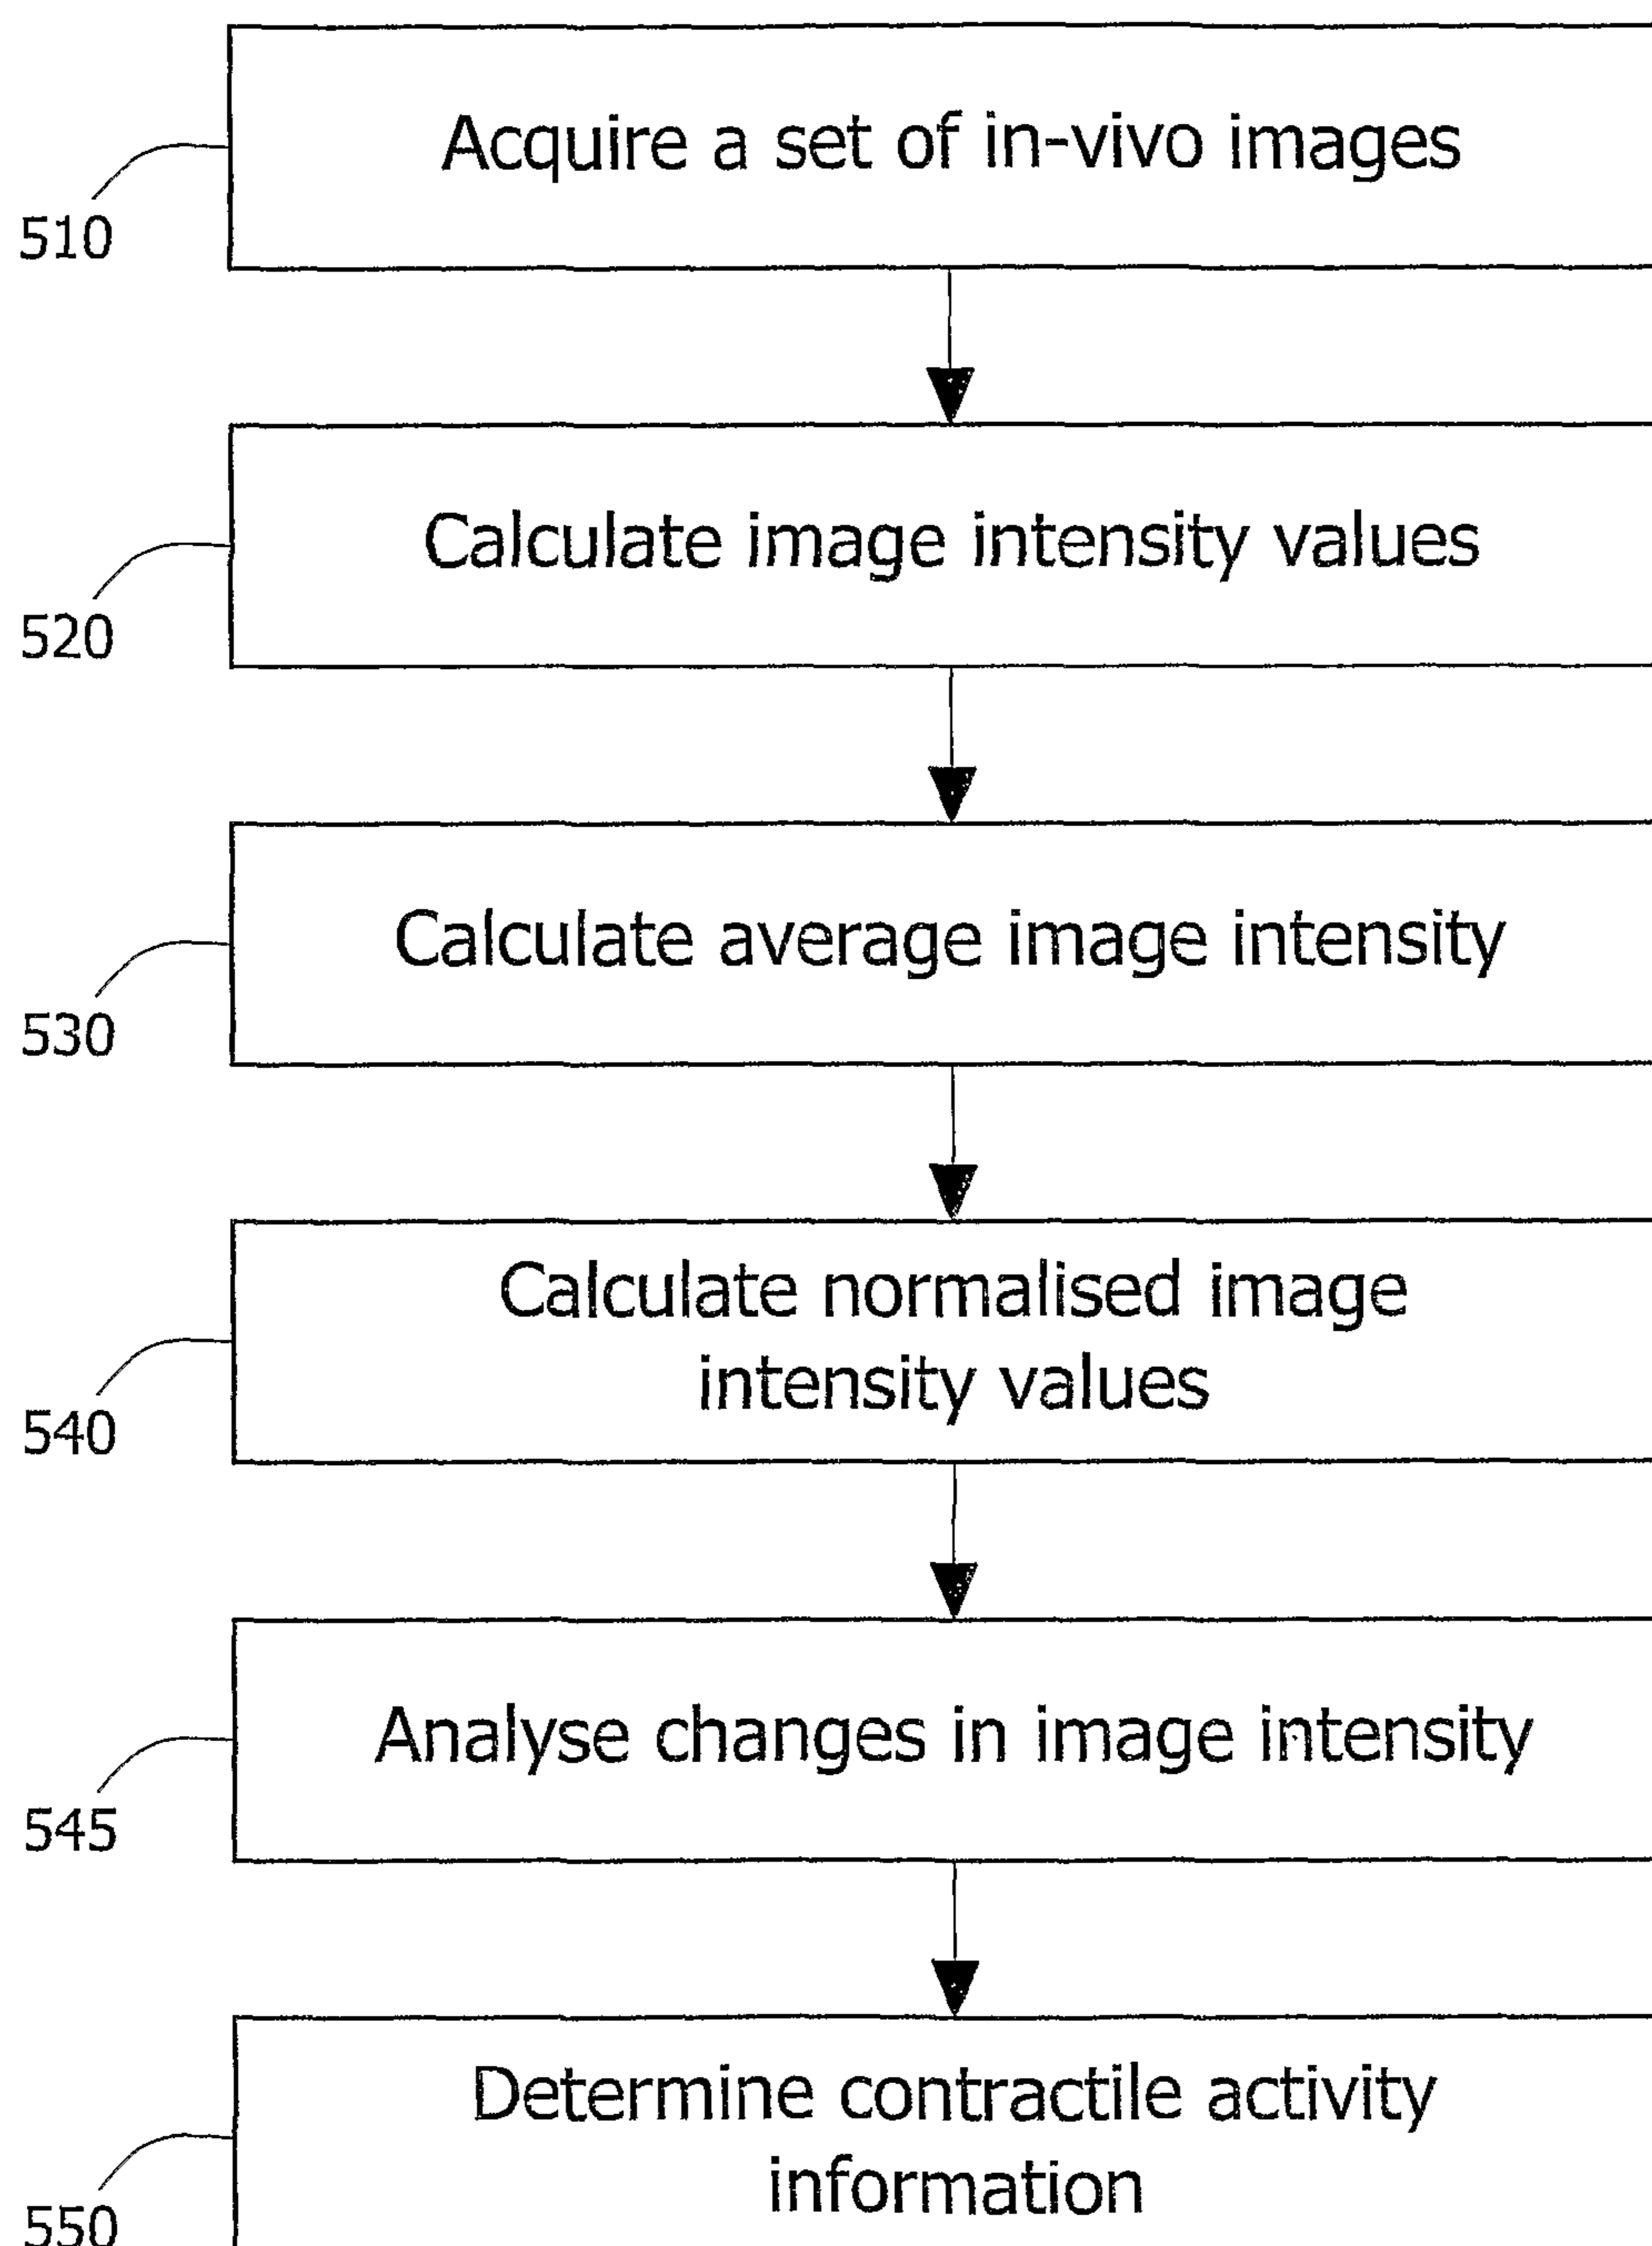 Acquire a set of in-vivo images
510
Calculate image intensity values
520
Calculate average image intensity
530
Calculate normalised image
intensity values
540
Analyse changes in image intensity
545
Determine contractile activity
information
550